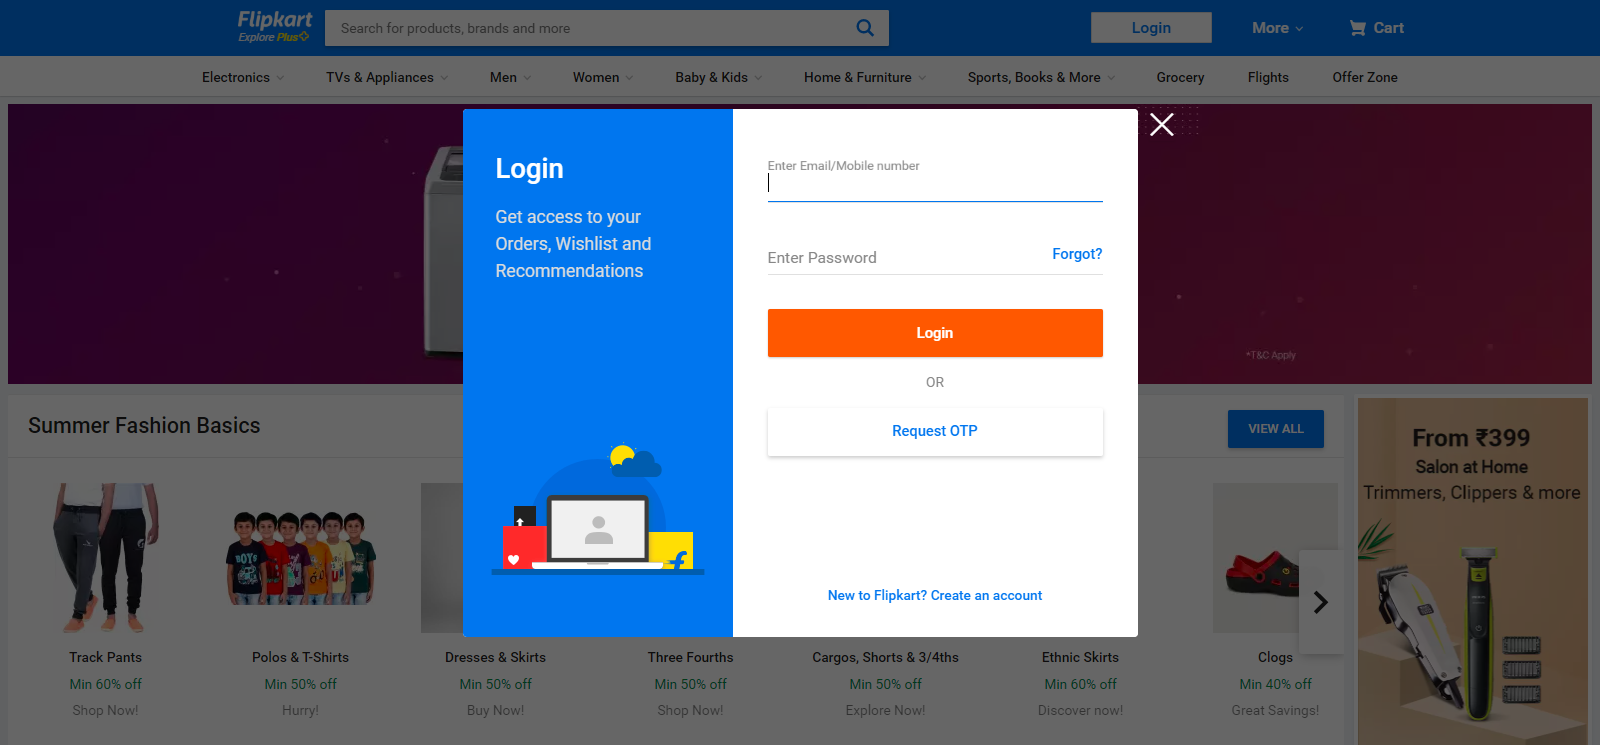 Flipkart
Explore Plus
Search for products, brands and more
Login
More
Cart
Electronics
TVs & Appliances
Men
Women
Baby & Kids
Home & Furniture
Sports, Books & More
Grocery
Flights
Offer Zone
Login
Get access to your
Orders, Wishlist and
Recommendations
Enter Email/Mobile number
Enter Password
Forgot?
Login
OR
Request OTP
New to Flipkart? Create an account
*T&C Apply
Summer Fashion Basics
VIEW ALL
BOYS
Track Pants
Min 60% off
Shop Now!
Polos & T-Shirts
Min 50% off
Hurry!
Dresses & Skirts
Min 50% off
Buy Now!
Three Fourths
Min 50% off
Shop Now!
Cargos, Shorts & 3/4ths
Min 50% off
Explore Now!
Ethnic Skirts
Min 60% off
Discover now!
Clogs
Min 40% off
Great Savings!
From ₹399
Salon at Home
Trimmers, Clippers & more